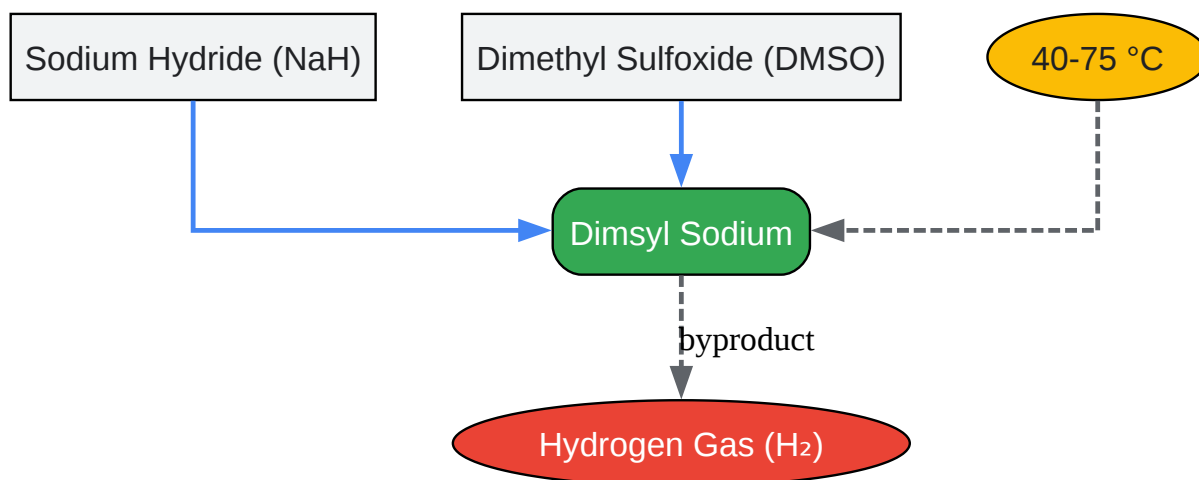 Sodium Hydride (NaH)
Dimethyl Sulfoxide (DMSO)
40-75 °C
Dimsyl Sodium
byproduct
Hydrogen Gas (H₂)